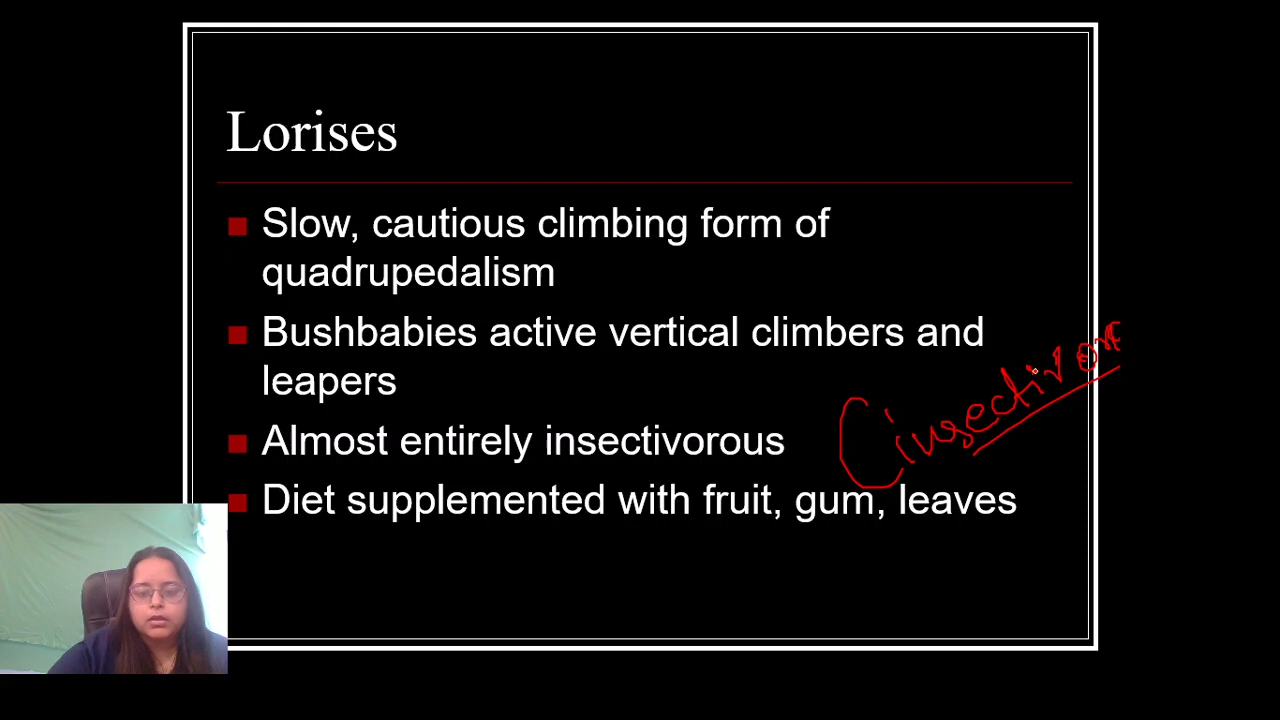 Lorises
Slow, cautious climbing form of
quadrupedalism
Bushbabies active vertical climbers and
leapers
Almost entirely insectivorous
Diet supplemented with fruit, gum, leaves
(insectivore